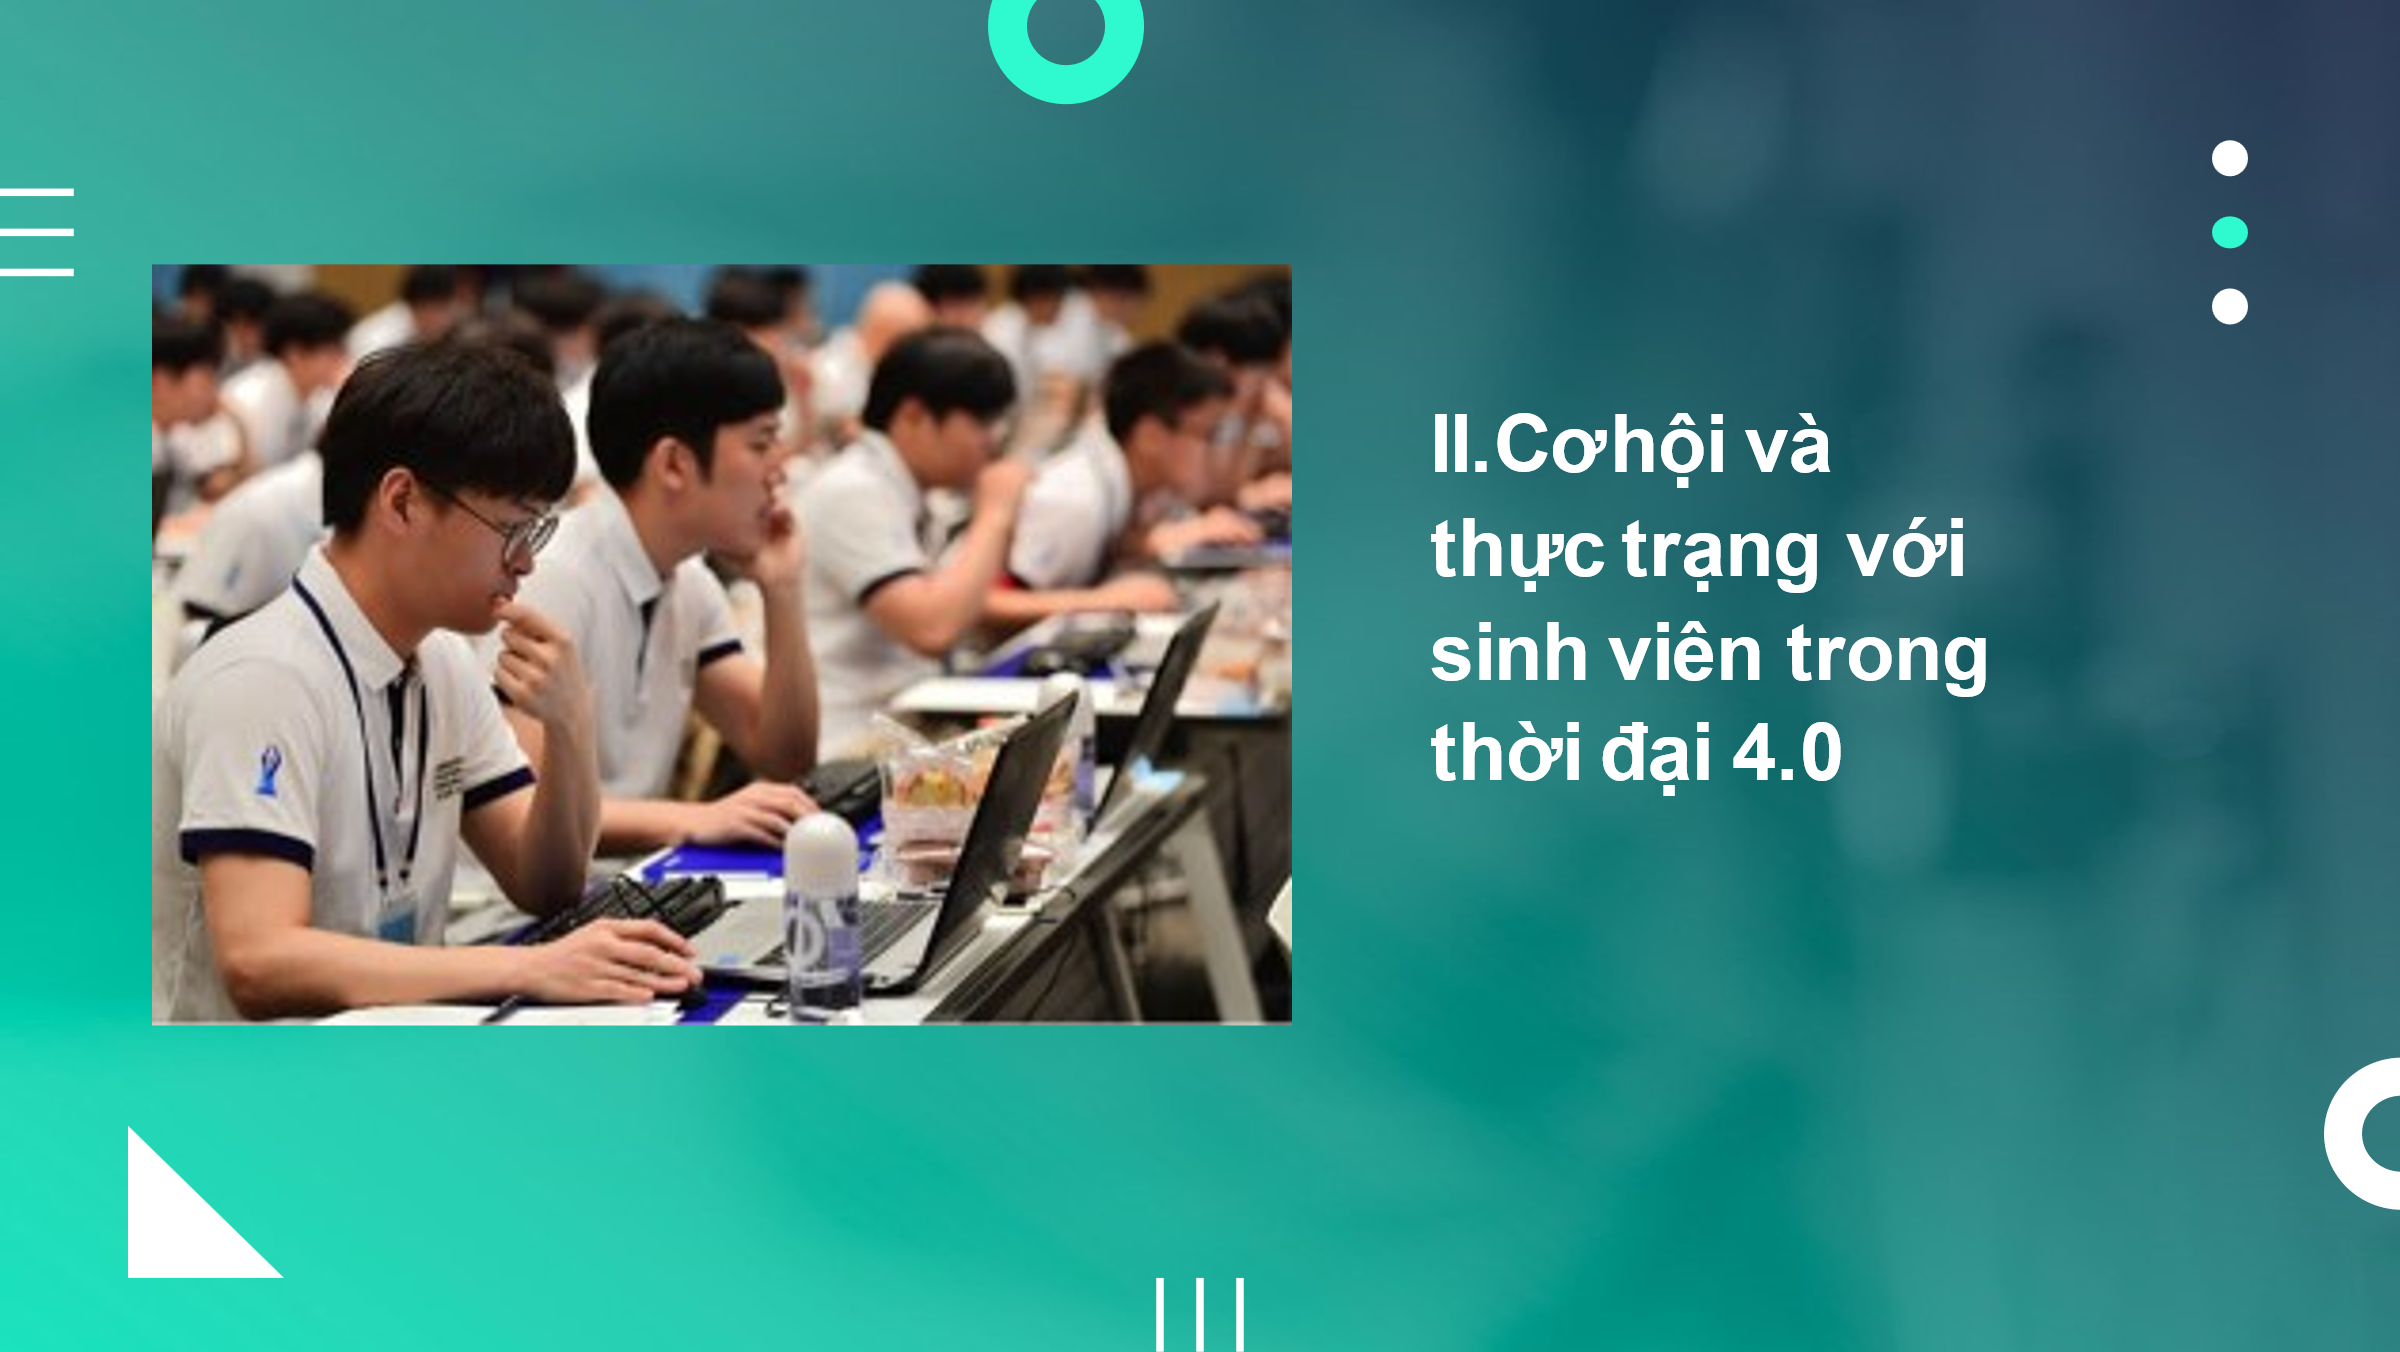 II.Cơ hội và
thực trạng với
sinh viên trong
thời đại 4.0